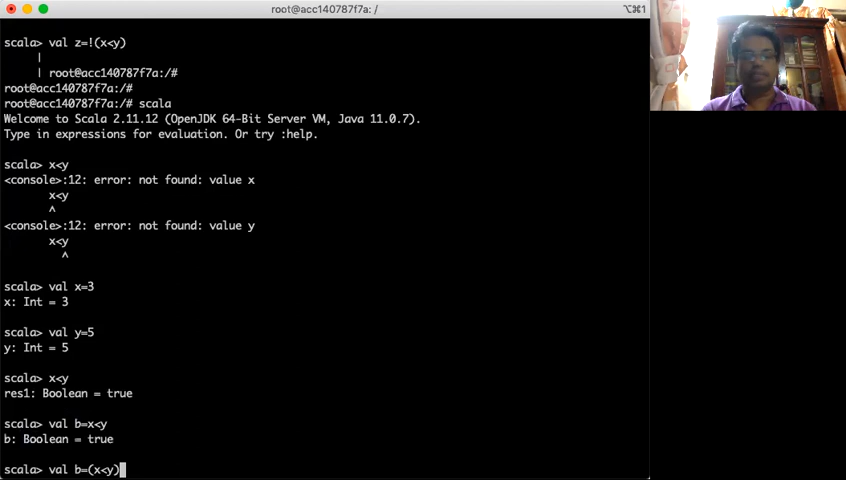 root@acc140787f7a: /
⌥⌘1
scala> val z=!(x<y)
|
| root@acc140787f7a:/#
root@acc140787f7a:/#
root@acc140787f7a:/# scala
Welcome to Scala 2.11.12 (OpenJDK 64-Bit Server VM, Java 11.0.7).
Type in expressions for evaluation. Or try :help.
scala> x<y
<console>:12: error: not found: value x
x<y
^
<console>:12: error: not found: value y
x<y
^
scala> val x=3
x: Int = 3
scala> val y=5
y: Int = 5
scala> x<y
res1: Boolean = true
scala> val b=x<y
b: Boolean = true
scala> val b=(x<y)